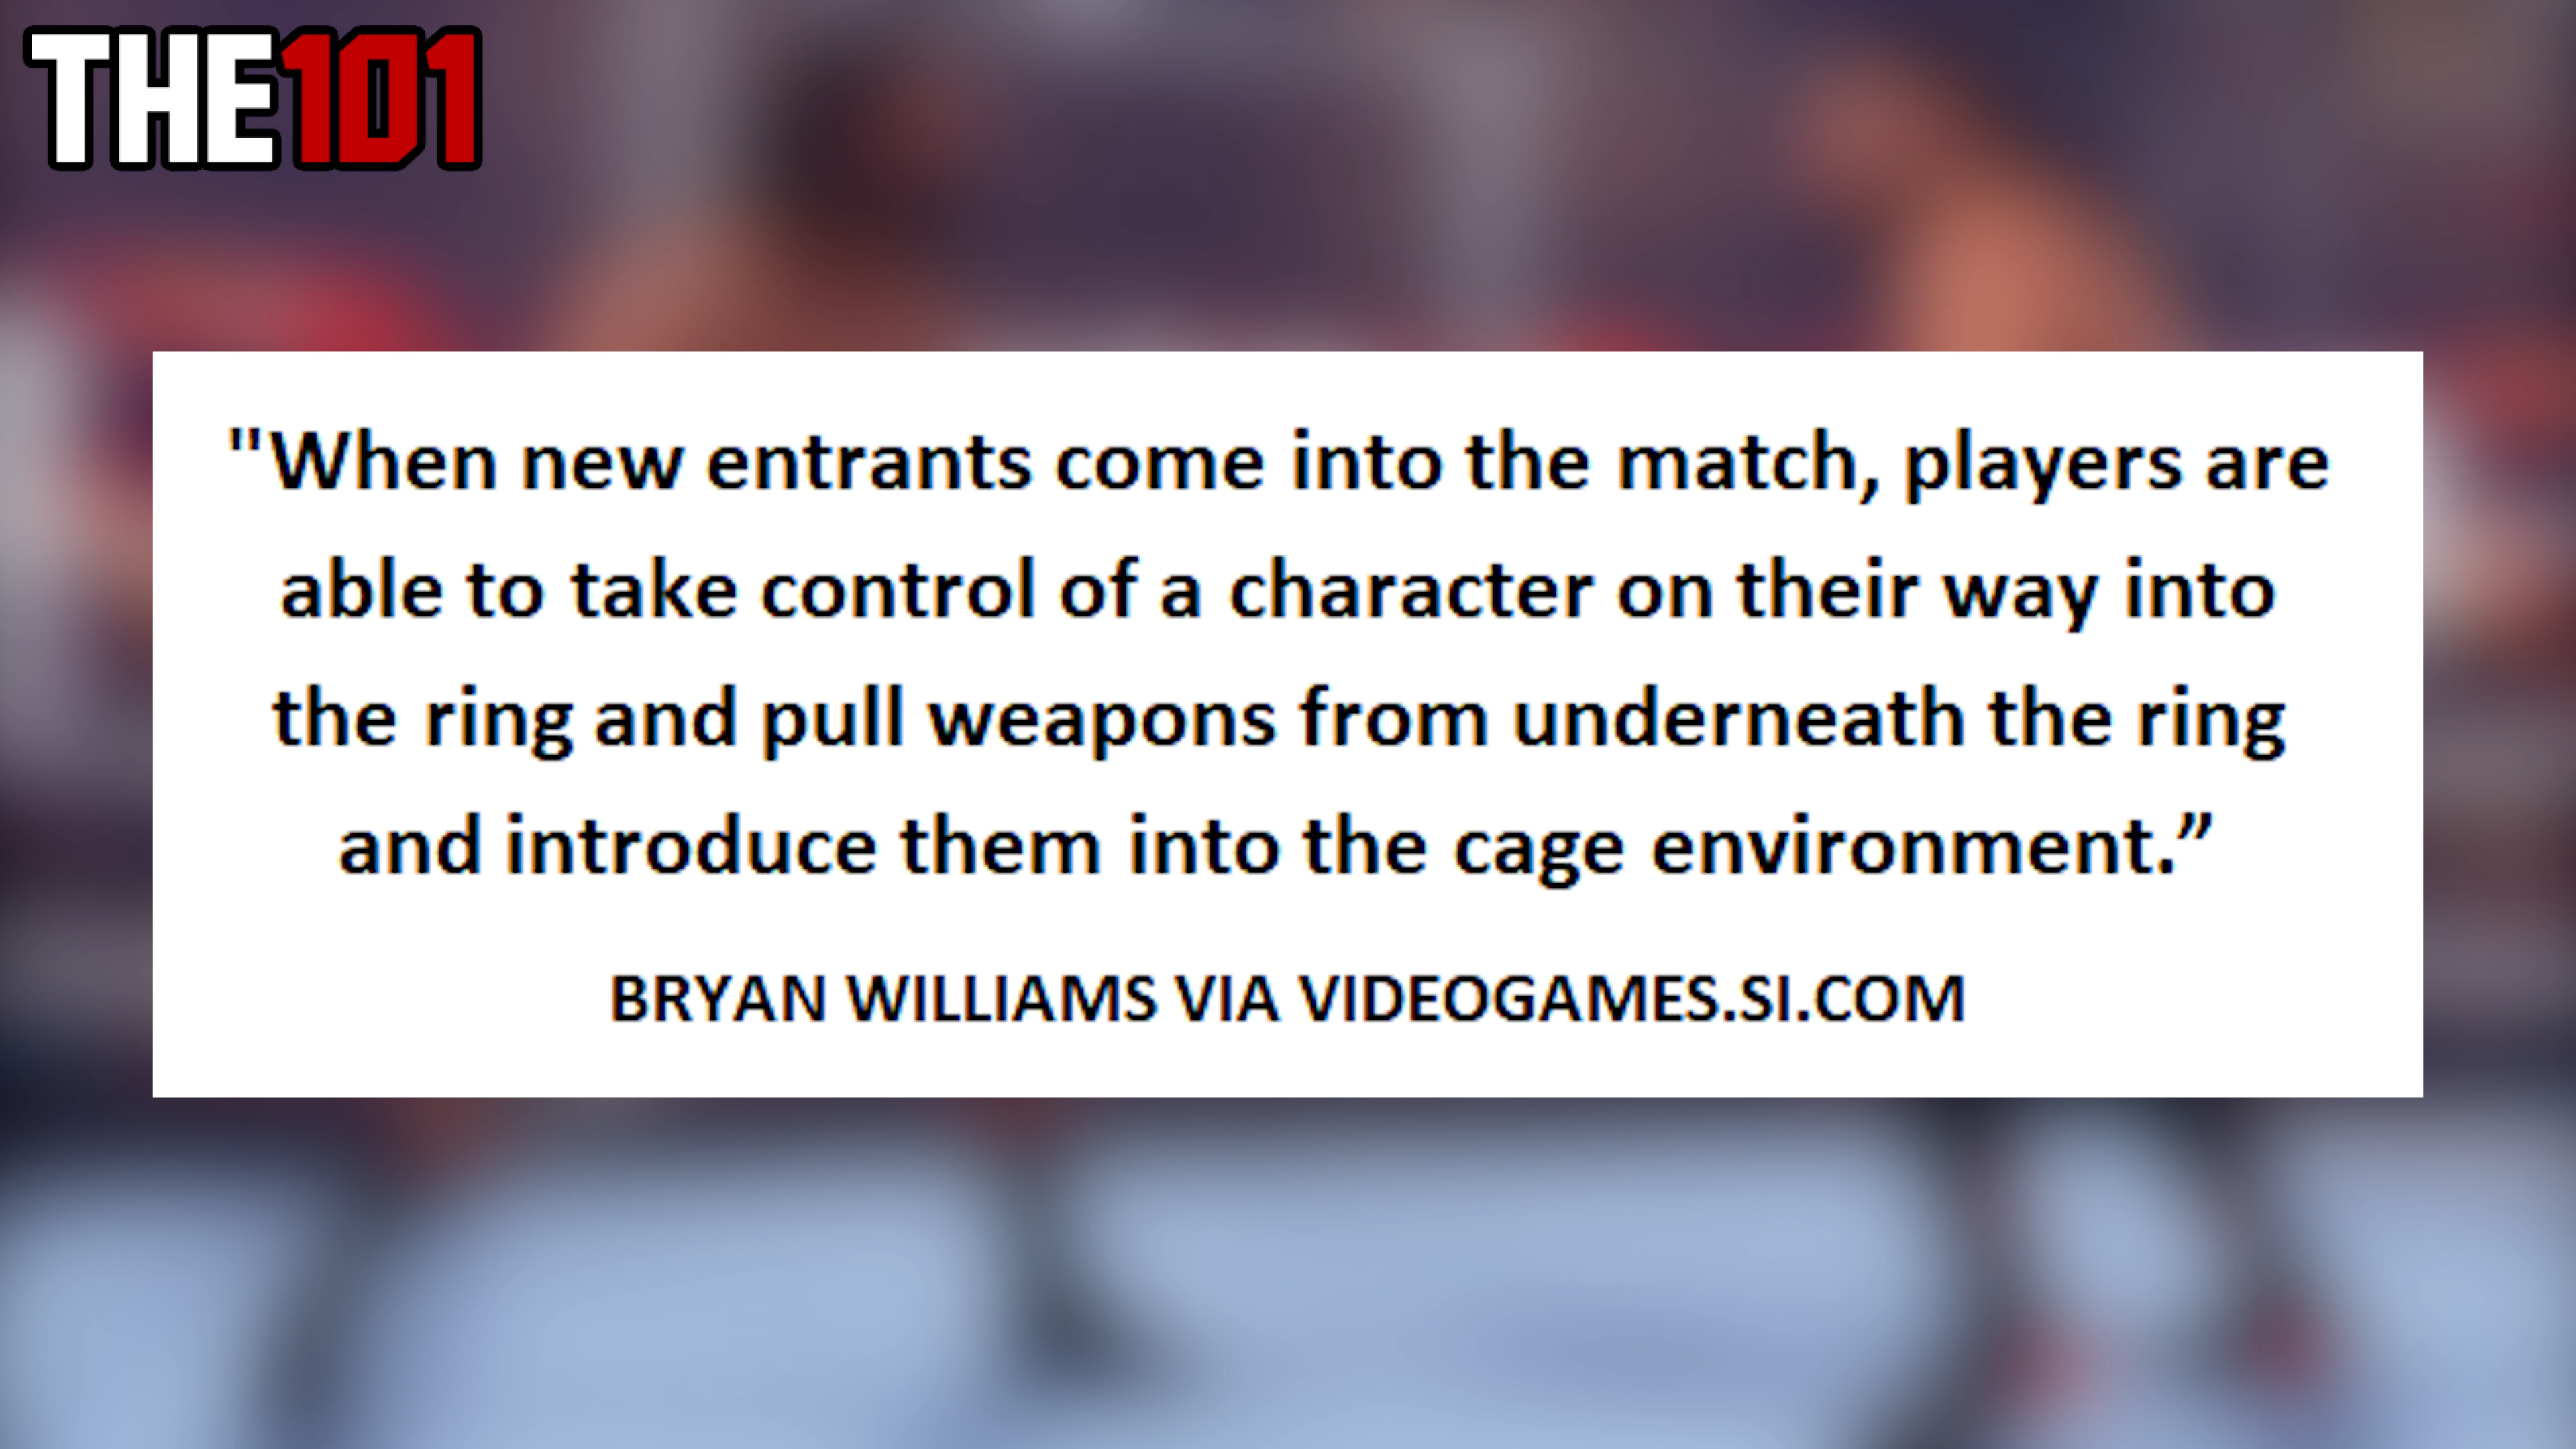 THE101
"When new entrants come into the match, players are
able to take control of a character on their way into
the ring and pull weapons from underneath the ring
and introduce them into the cage environment.”
BRYAN WILLIAMS VIA VIDEOGAMES.SI.COM